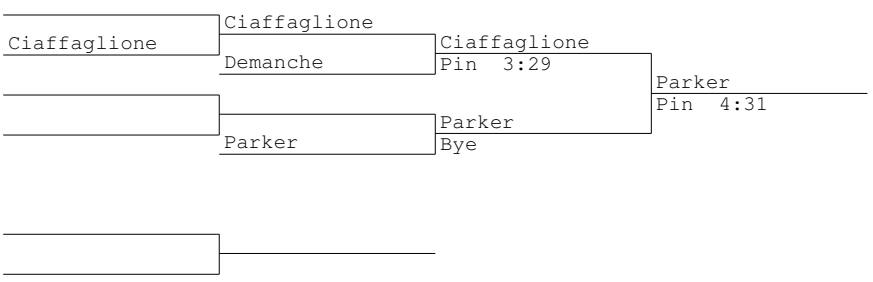 Ciaffaglione
Ciaffaglione
Ciaffaglione
Demanche
Pin 3:29
Parker
Pin 4:31
Parker
Parker
Bye